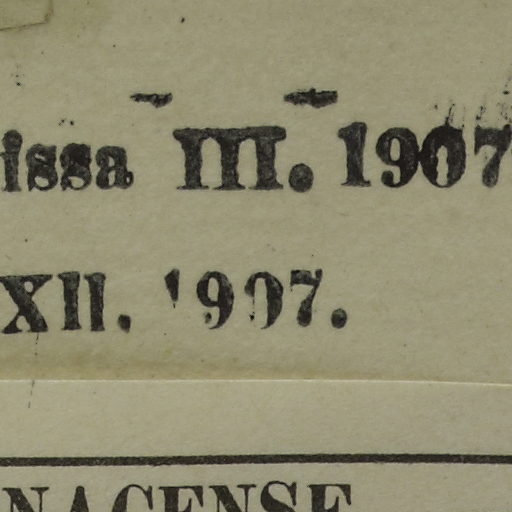 issa III. 1907
XII. 1907.
NACENSE